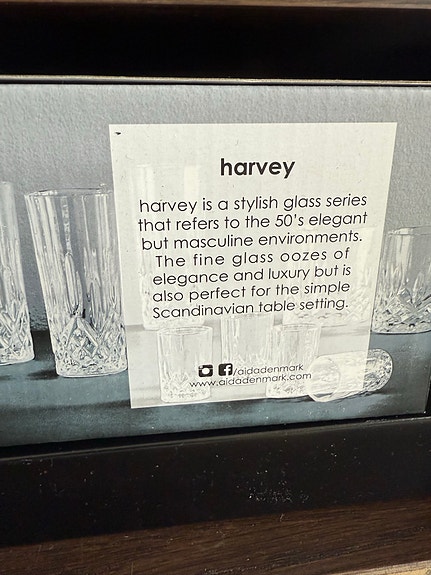 harvey
harvey is a stylish glass series
that refers to the 50's elegant
but masculine environments.
The fine glass oozes of
elegance and luxury but is
also perfect for the simple
Scandinavian table setting.
/aidadenmark
www.aidadenmark.com